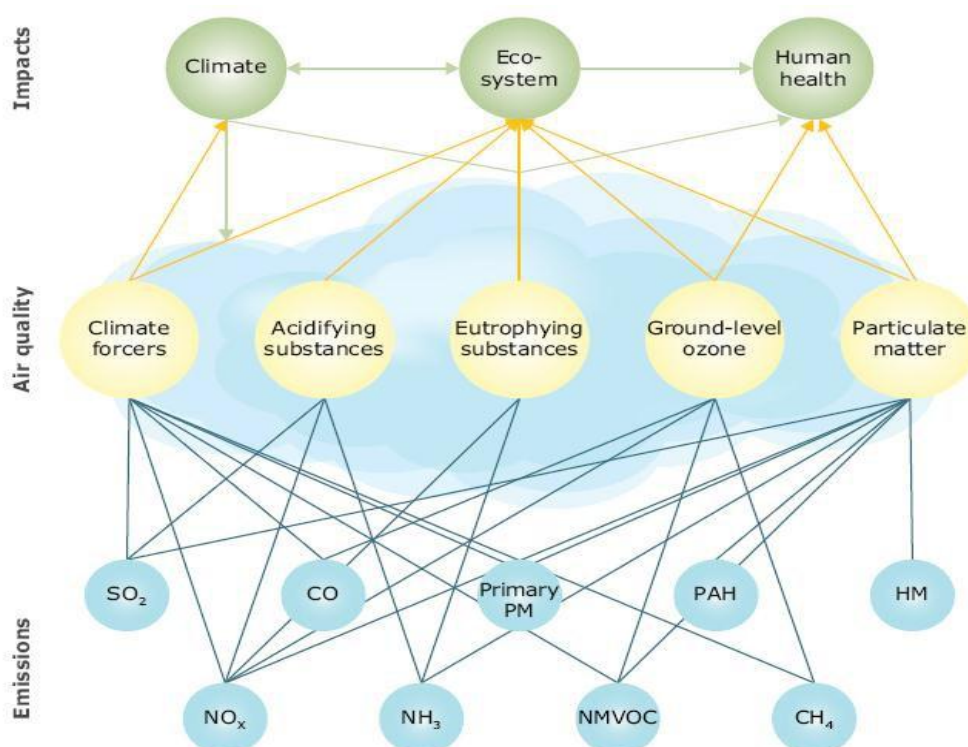 Impacts
Climate
Eco-
system
Human
health
Air quality
Climate
forcers
Acidifying
substances
Eutrophying
substances
Ground-level
ozone
Particulate
matter
Emissions
SO₂
CO
Primary
PM
PAH
HM
NOₓ
NH₃
NMVOC
CH₄